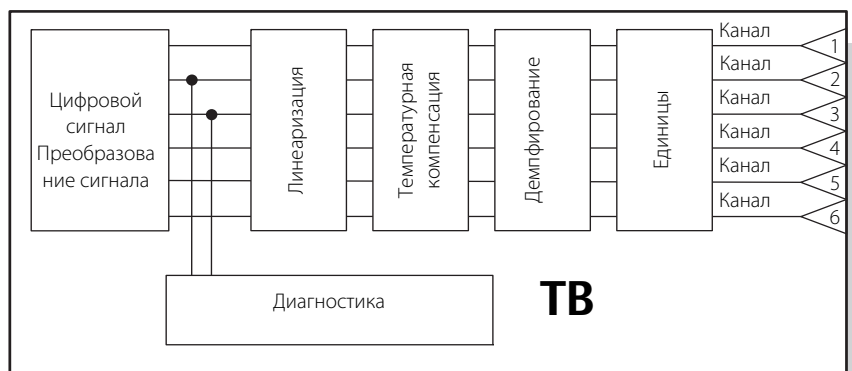 Цифровой
сигнал
Преобразова
ние сигнала
Линеаризация
Температурная
компенсация
Демпфирование
Единицы
Канал
1
Канал
2
Канал
3
Канал
4
Канал
5
Канал
6
Диагностика
ТВ